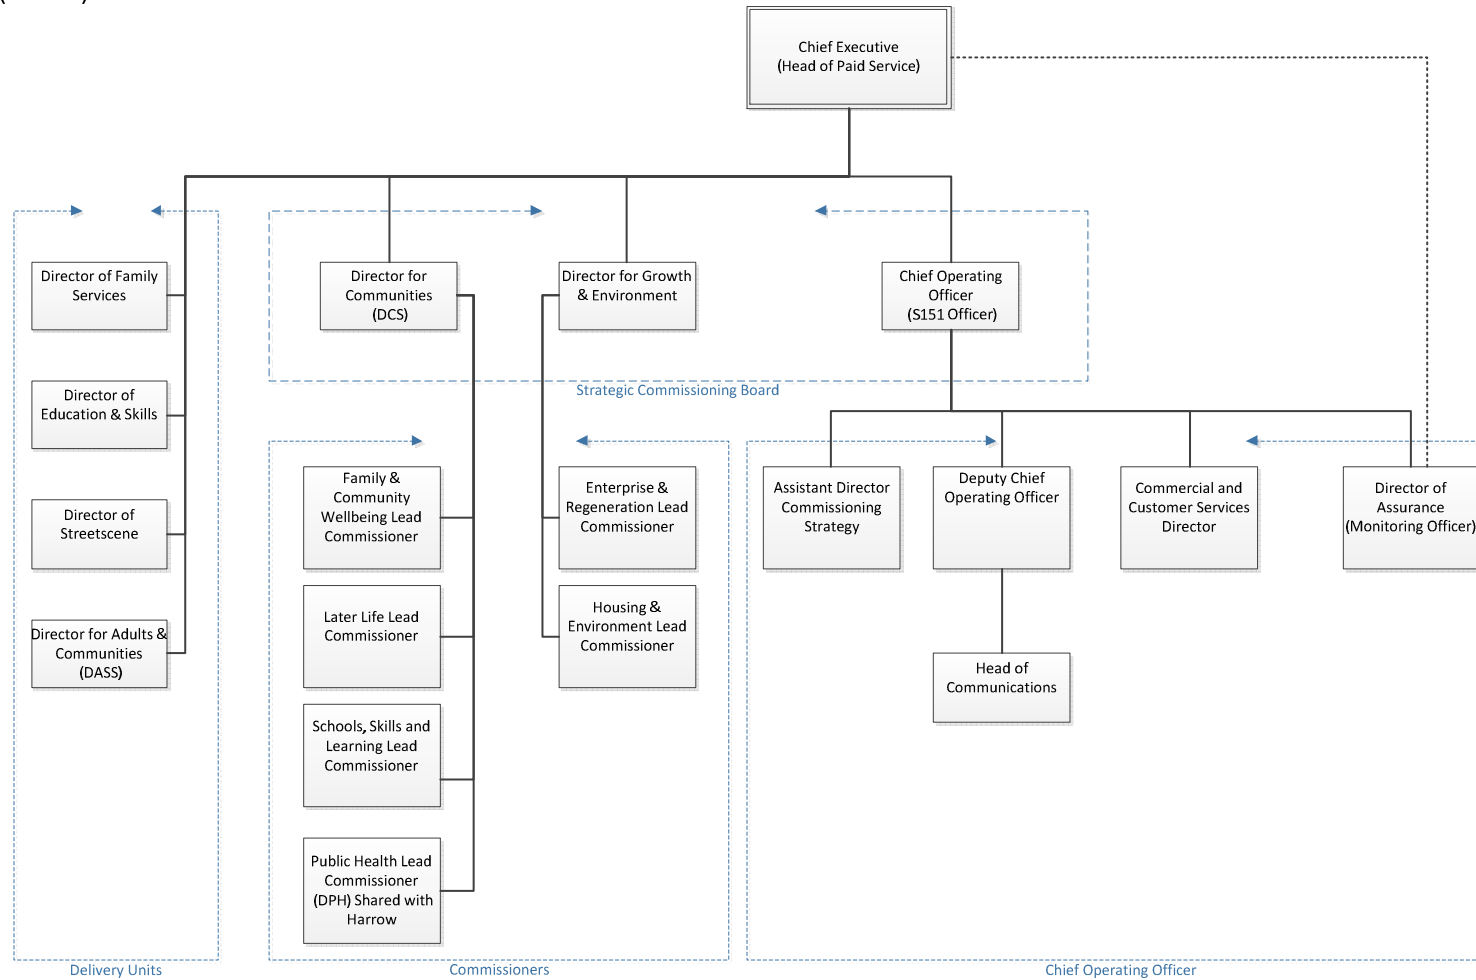 Chief Executive
(Head of Paid Service)
Director of Family
Services
Director for
Communities
(DCS)
Director for Growth
& Environment
Chief Operating
Officer
(S151 Officer)
Director of
Education & Skills
Strategic Commissioning Board
Family &
Community
Wellbeing Lead
Commissioner
Enterprise &
Regeneration Lead
Commissioner
Assistant Director
Commissioning
Strategy
Deputy Chief
Operating Officer
Commercial and
Customer Services
Director
Director of
Assurance
(Monitoring Officer)
Director of
Streetscene
Later Life Lead
Commissioner
Housing &
Environment Lead
Commissioner
Director for Adults &
Communities
(DASS)
Head of
Communications
Schools, Skills and
Learning Lead
Commissioner
Public Health Lead
Commissioner
(DPH) Shared with
Harrow
Delivery Units
Commissioners
Chief Operating Officer